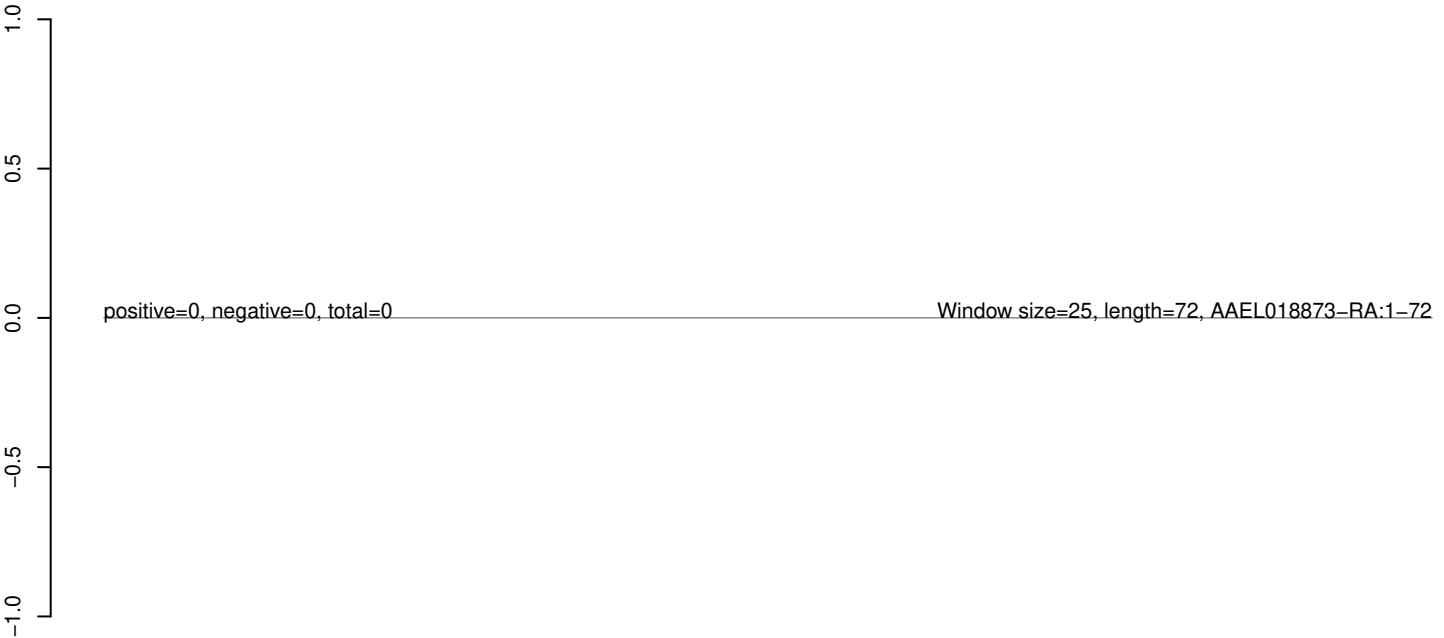 1.0
0.5
0.0
−0.5
−1.0
positive=0, negative=0, total=0
Window size=25, length=72, AAEL018873−RA:1−72